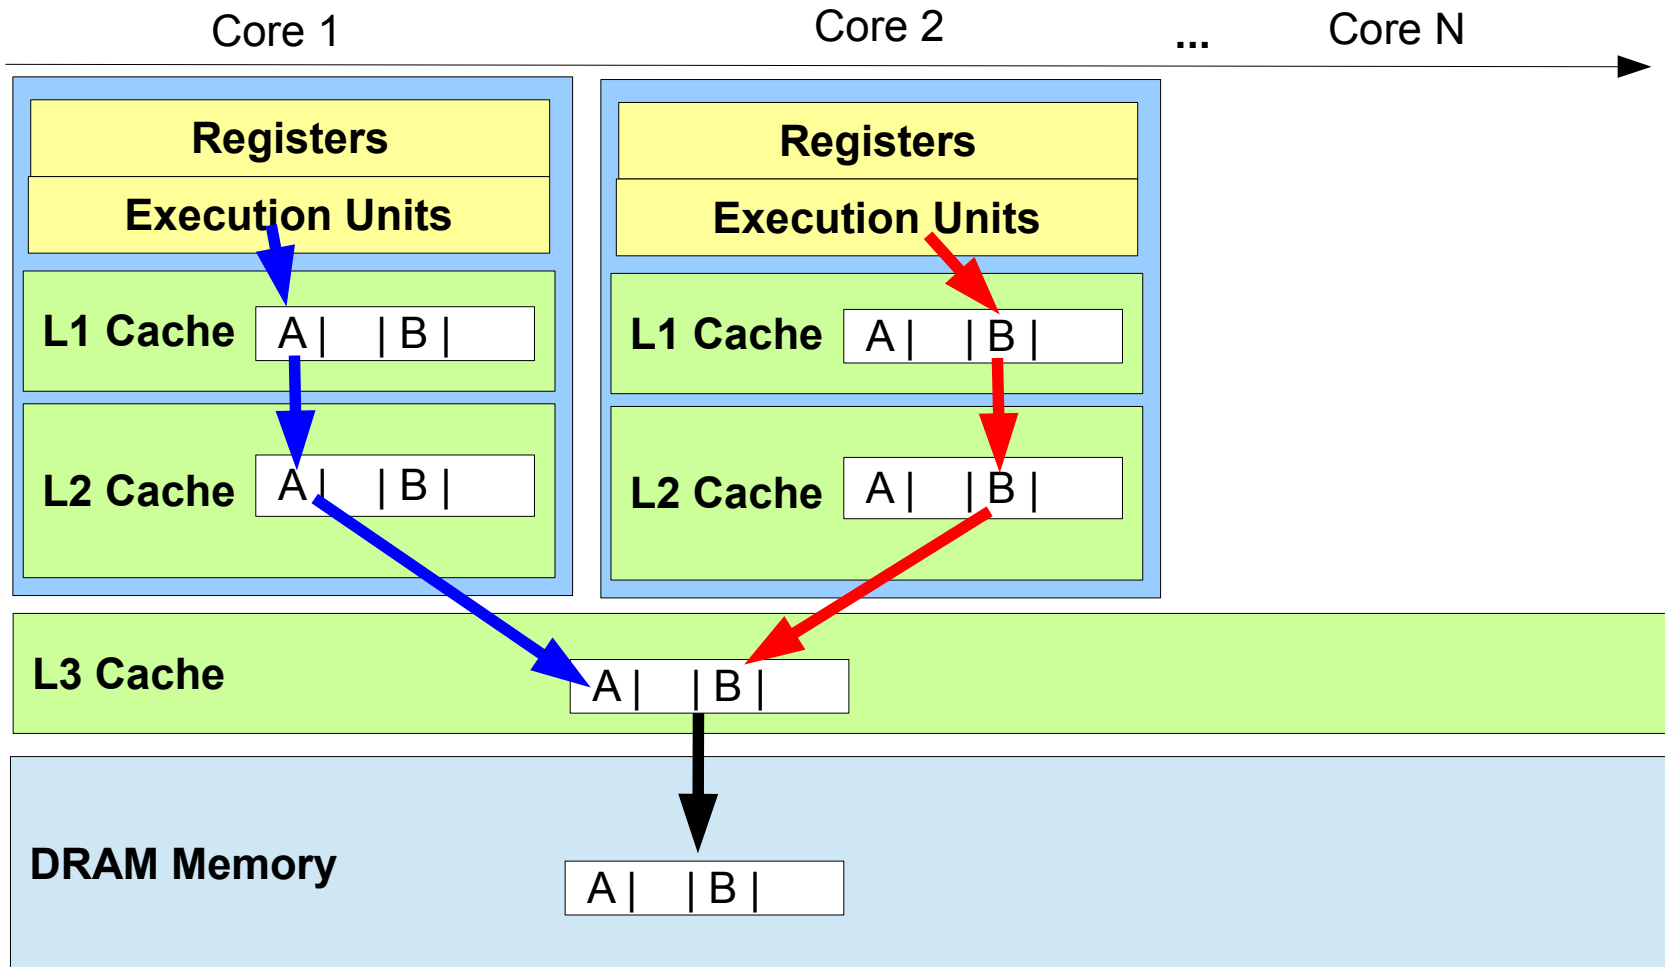 Core 1 Core 2 ... Core N
Registers
Execution Units
L1 Cache A | | B |
L2 Cache A | | B |
Registers
Execution Units
L1 Cache A | | B |
L2 Cache A | | B |
L3 Cache A | | B |
DRAM Memory
A | | B |